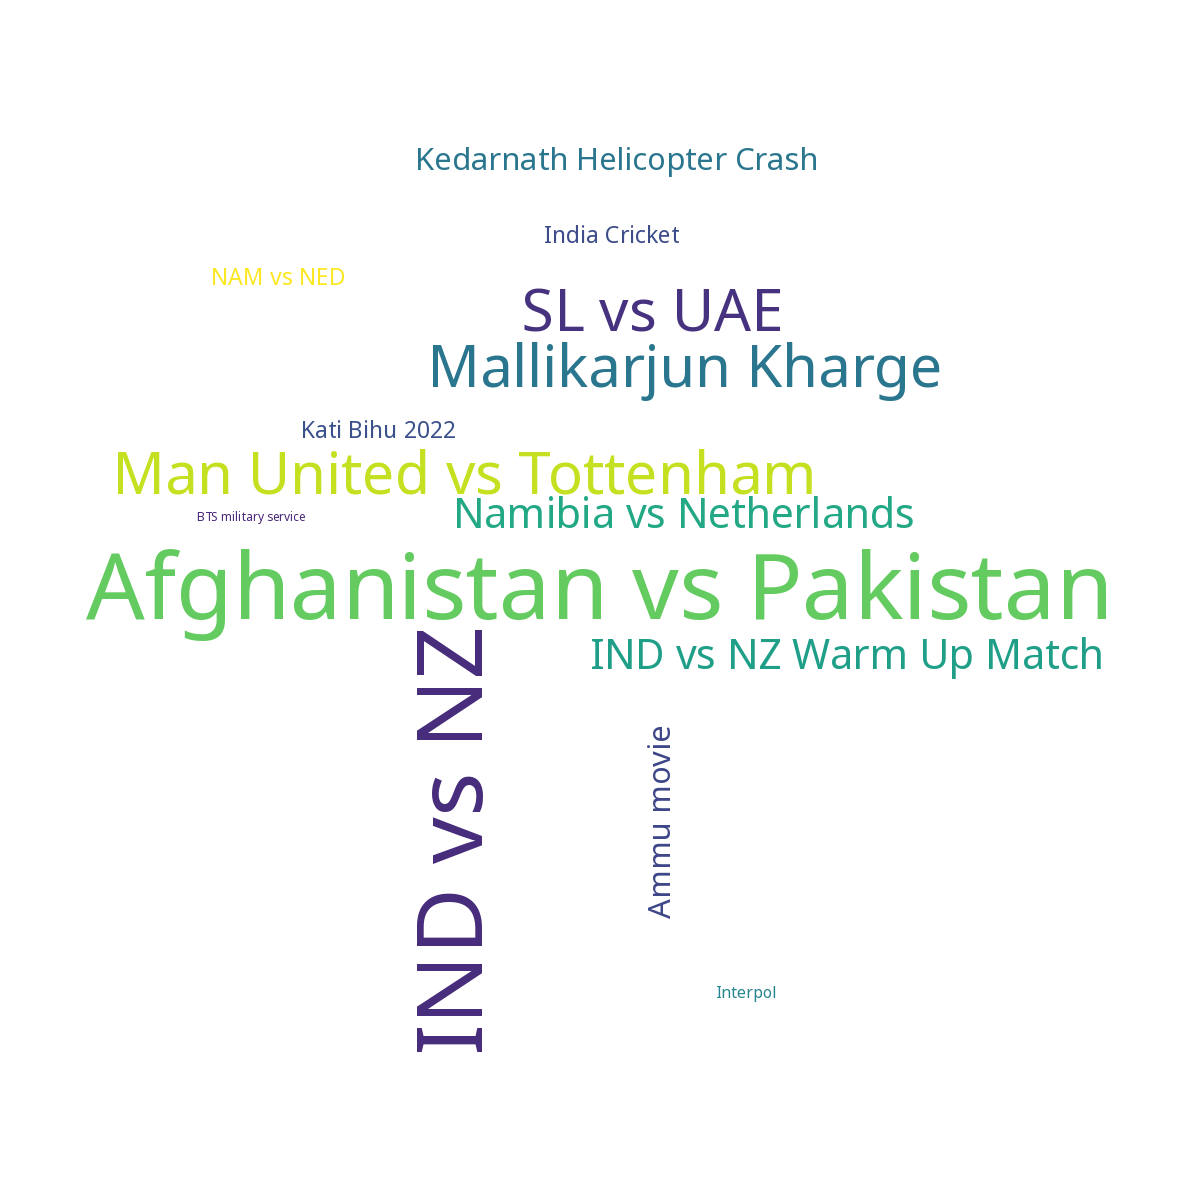 Kedarnath Helicopter Crash
India Cricket
NAM vs NED
SL vs UAE
Mallikarjun Kharge
Kati Bihu 2022
Man United vs Tottenham
Namibia vs Netherlands
BTS military service
Afghanistan vs Pakistan
IND vs NZ
IND vs NZ Warm Up Match
Ammu movie
Interpol